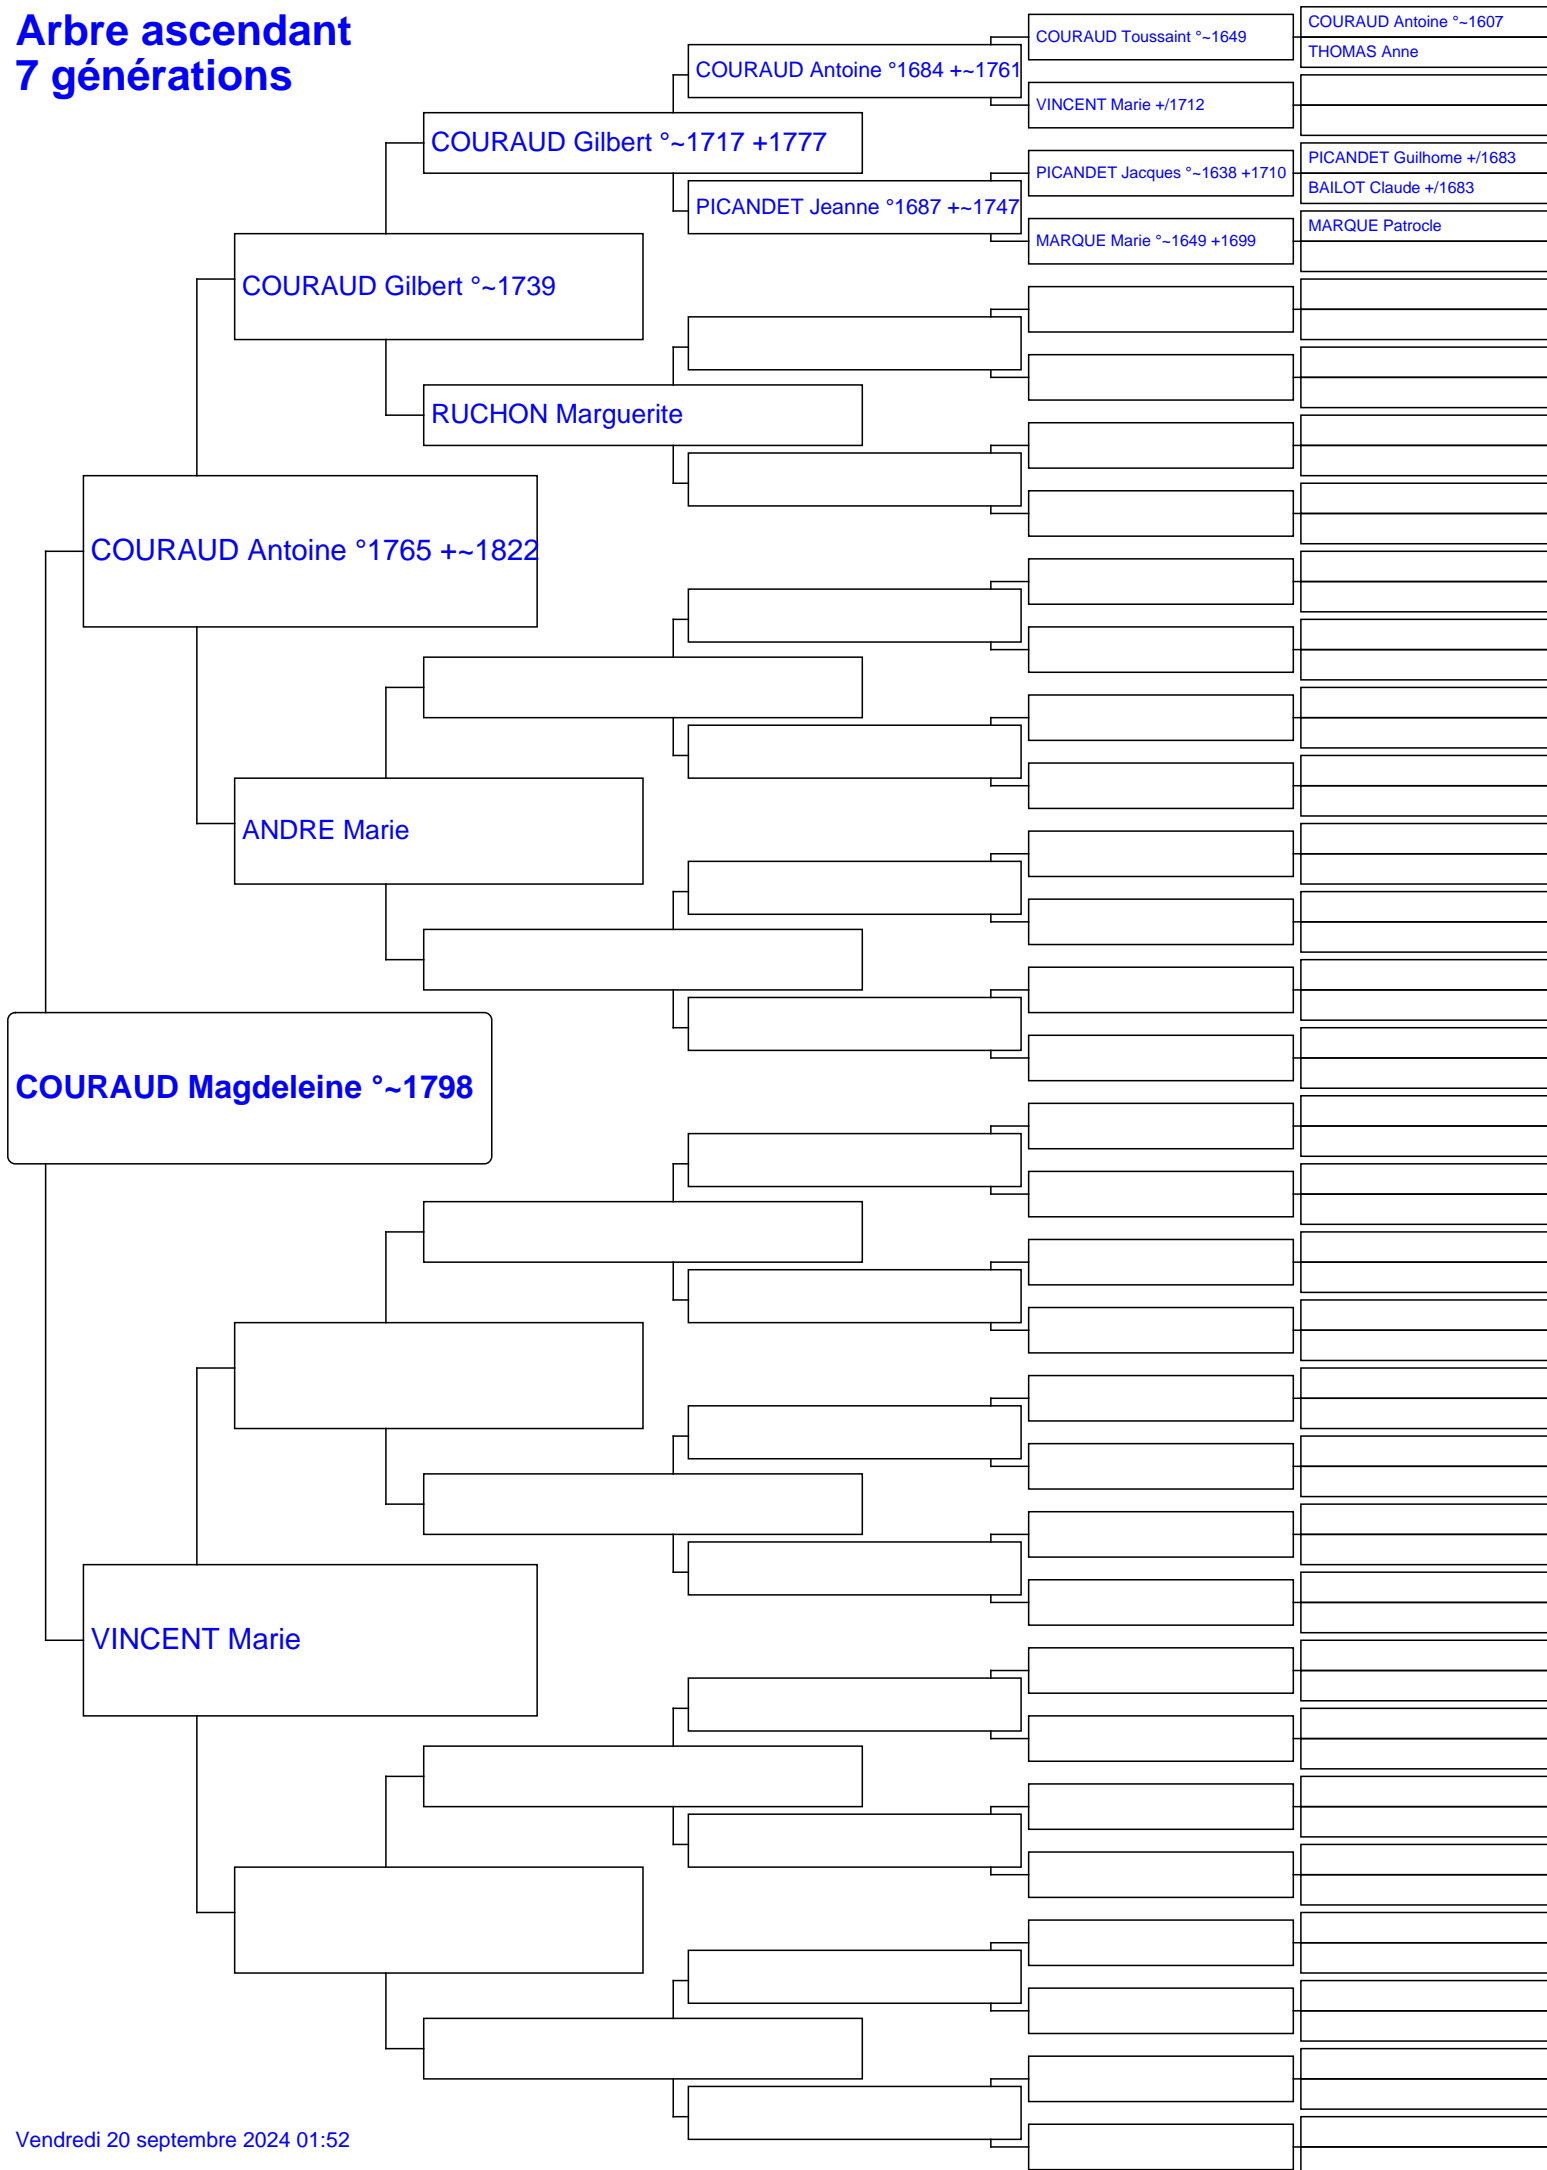 Arbre ascendant
7 générations
COURAUD Magdeleine °~1798
COURAUD Antoine °1765 +~1822
VINCENT Marie
COURAUD Gilbert °~1739
ANDRE Marie
COURAUD Gilbert °~1717 +1777
RUCHON Marguerite
COURAUD Antoine °1684 +~1761
PICANDET Jeanne °1687 +~1747
COURAUD Toussaint °~1649
VINCENT Marie +/1712
PICANDET Jacques °~1638 +1710
MARQUE Marie °~1649 +1699
COURAUD Antoine °~1607
THOMAS Anne
PICANDET Guilhome +/1683
BAILOT Claude +/1683
MARQUE Patrocle
Vendredi 20 septembre 2024 01:52